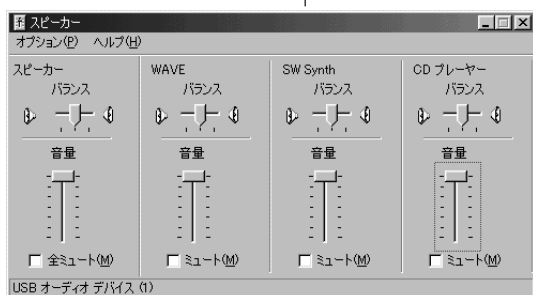 スピーカー
オプション(P) ヘルプ(H)
スピーカー WAVE SW Synth CD プレーヤー
バランス バランス バランス バランス
音量 音量 音量 音量
全ミュート(M) ミュート(M) ミュート(M) ミュート(M)
USB オーディオ デバイス (1)